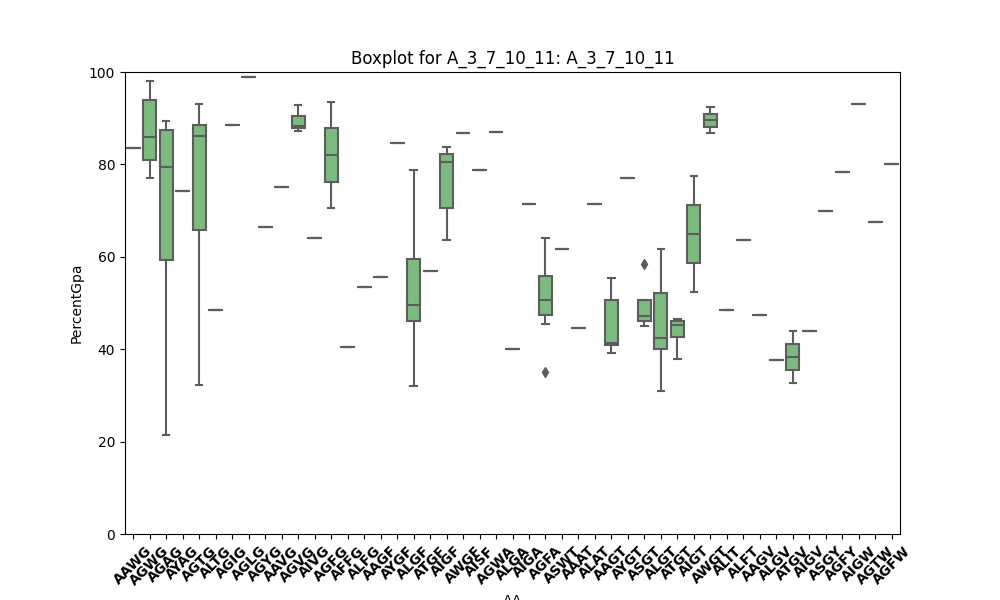 Boxplot for A_3_7_10_11: A_3_7_10_11
PercentGpa
100
80
60
40
20
0
AAWG AGWG AGAG AYAG AGTG ALTG AGIG AGLG AGYG AAVG AGVG AIVG AGFG AFFG ALFG AAGF AYGF ALGF ATGF AIGF AWGF AISF AGWA ALGA AIGA AGFA ASWT AAAT ALAT AAGT AYGT ASGT ALGT ATGT AIGT AWGT ALIT ALFT AAGV ALGV ATGV AIGV ASGY AGFY AIGW AGTW AGFW
AA